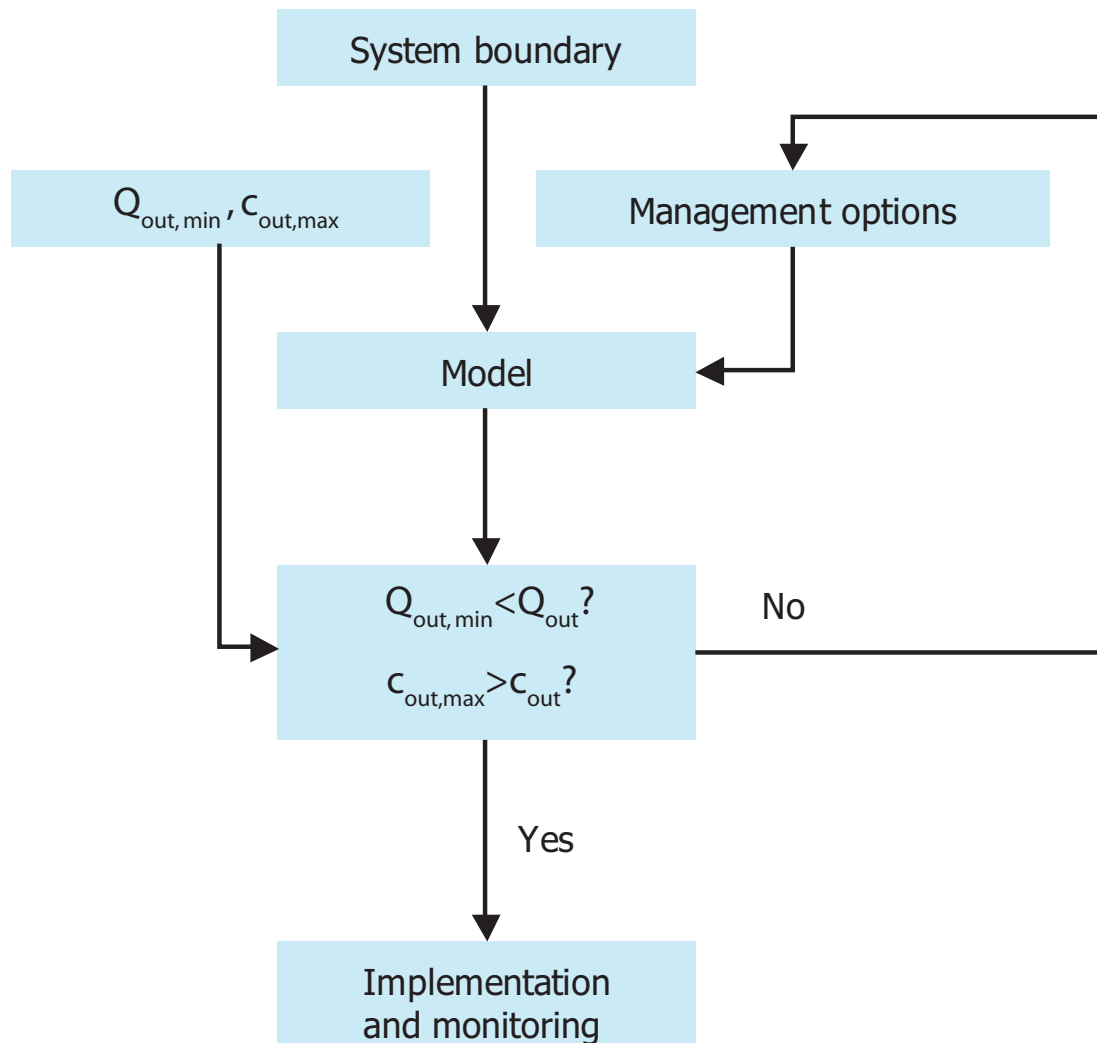 System boundary
Q_out, min, c_out,max
Management options
Model
Q_out, min<Q_out?
c_out,max>c_out?
No
Yes
Implementation
and monitoring